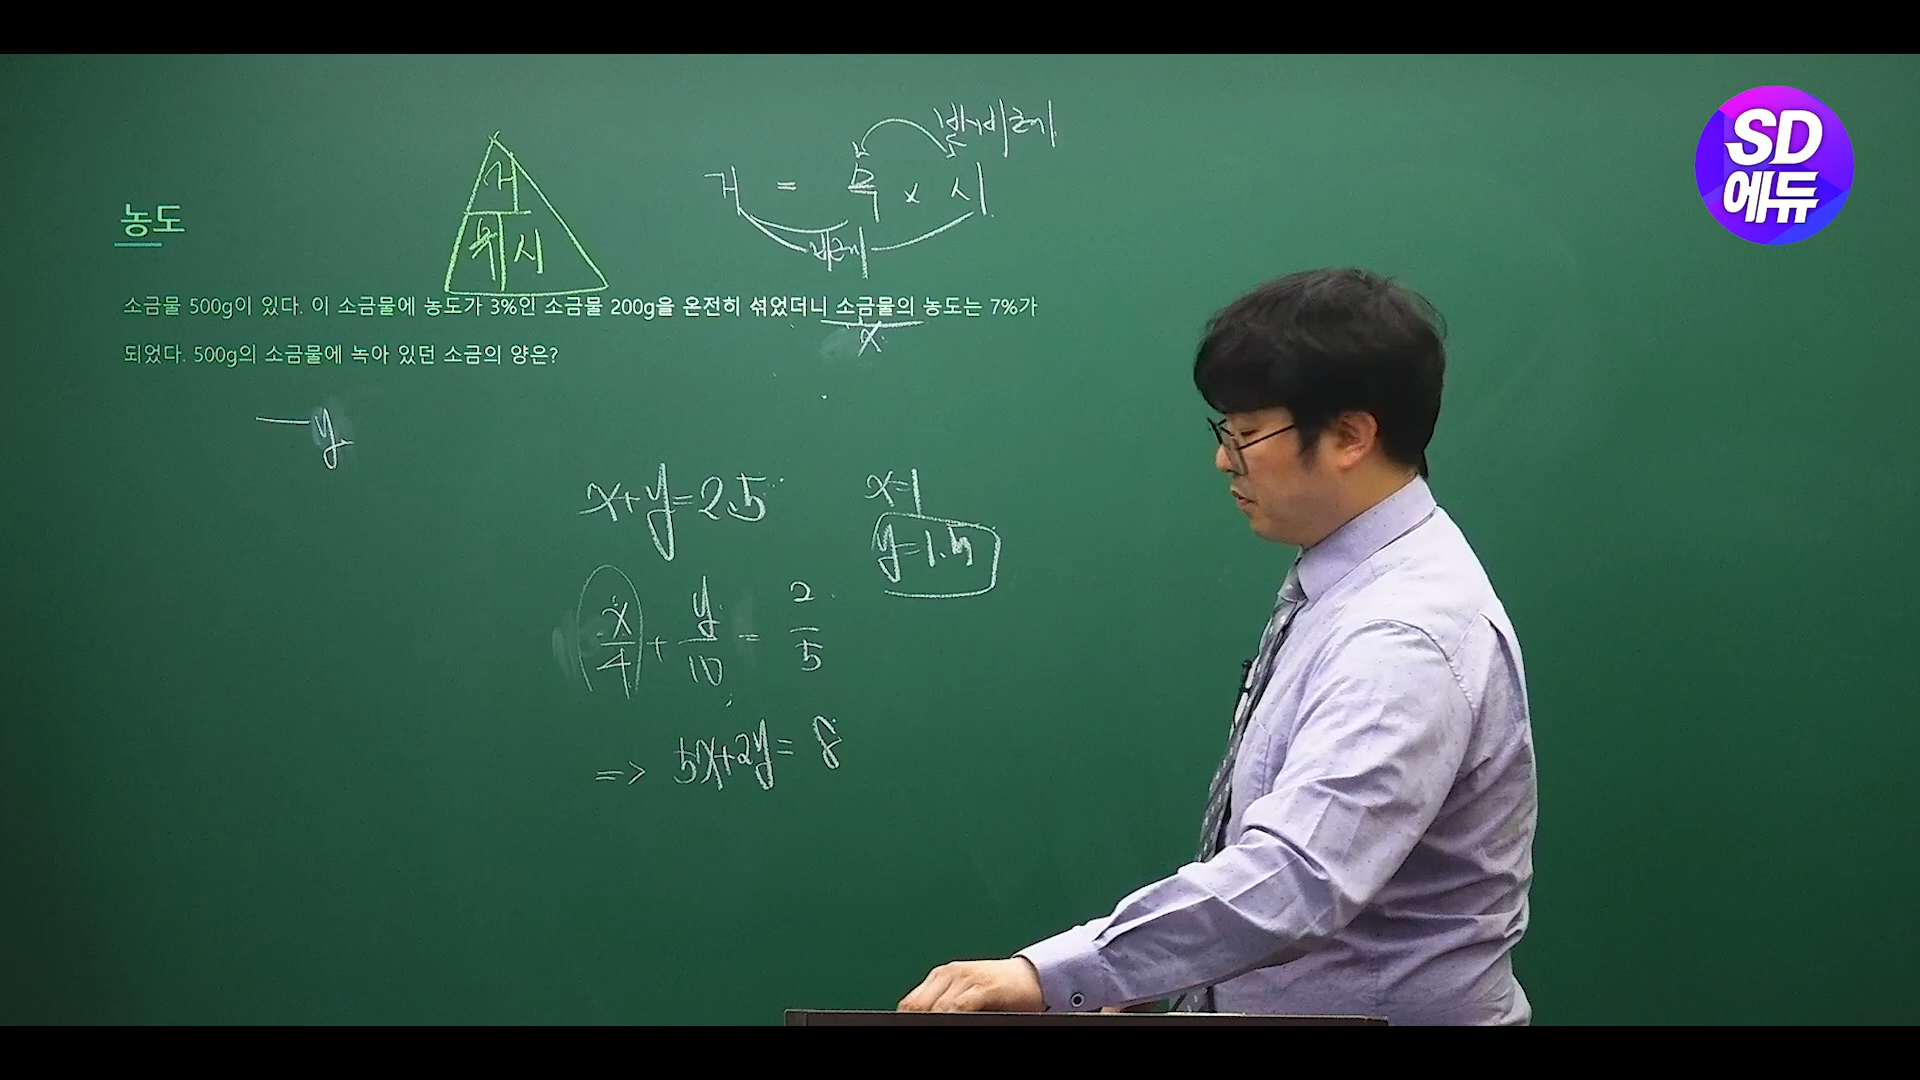 SD
에듀
농도
거
속 시
거 = 속 × 시
반비례
비례
소금물 500g이 있다. 이 소금물에 농도가 3%인 소금물 200g을 온전히 섞었더니 소금물의 농도는 7%가
x
되었다. 500g의 소금물에 녹아 있던 소금의 양은?
y
x+y=2.5
x=1
y=1.5
x/4 + y/10 = 2/5
=> 5x+2y= 8